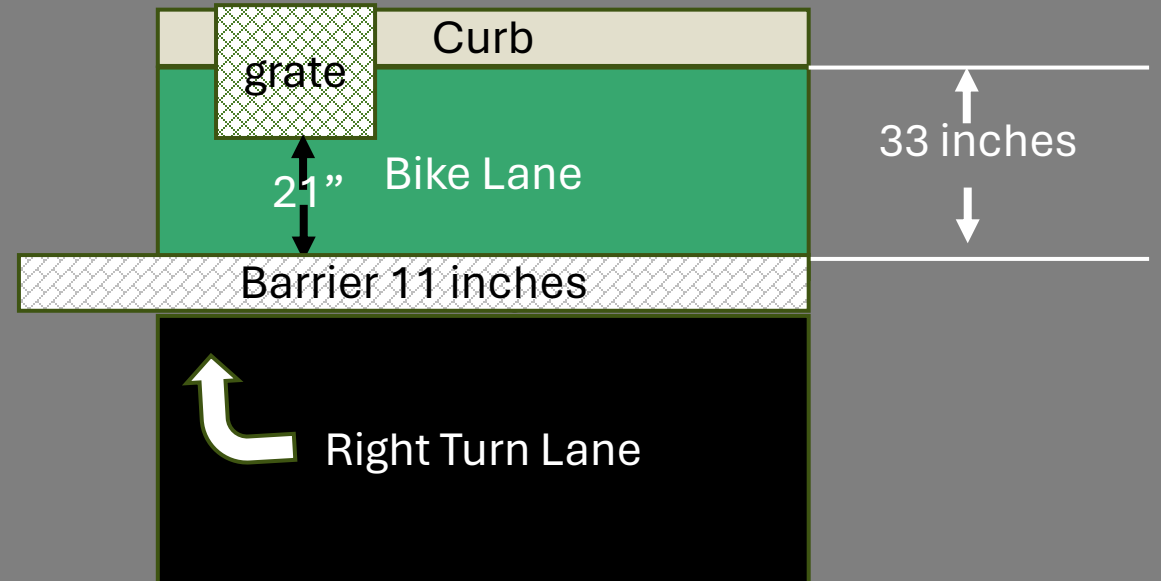 Curb
grate
33 inches
21” Bike Lane
Barrier 11 inches
Right Turn Lane